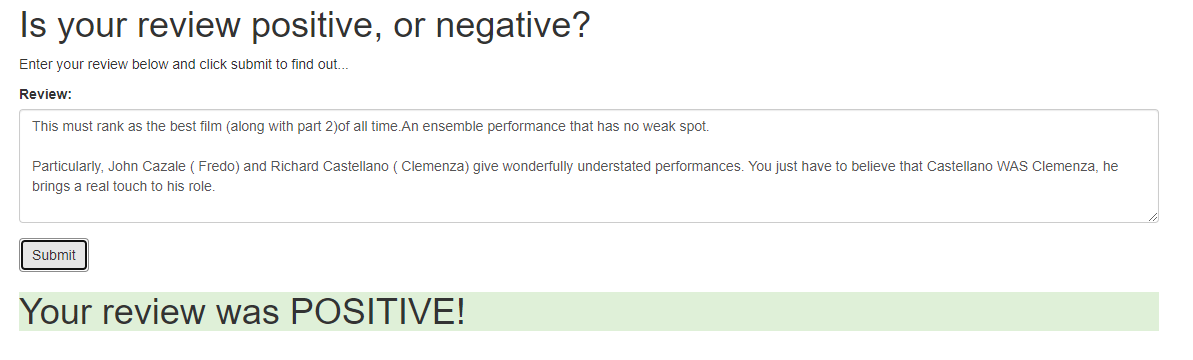 Is your review positive, or negative?
Enter your review below and click submit to find out...
Review:
This must rank as the best film (along with part 2)of all time.An ensemble performance that has no weak spot.
Particularly, John Cazale ( Fredo) and Richard Castellano ( Clemenza) give wonderfully understated performances. You just have to believe that Castellano WAS Clemenza, he
brings a real touch to his role.
Submit
Your review was POSITIVE!